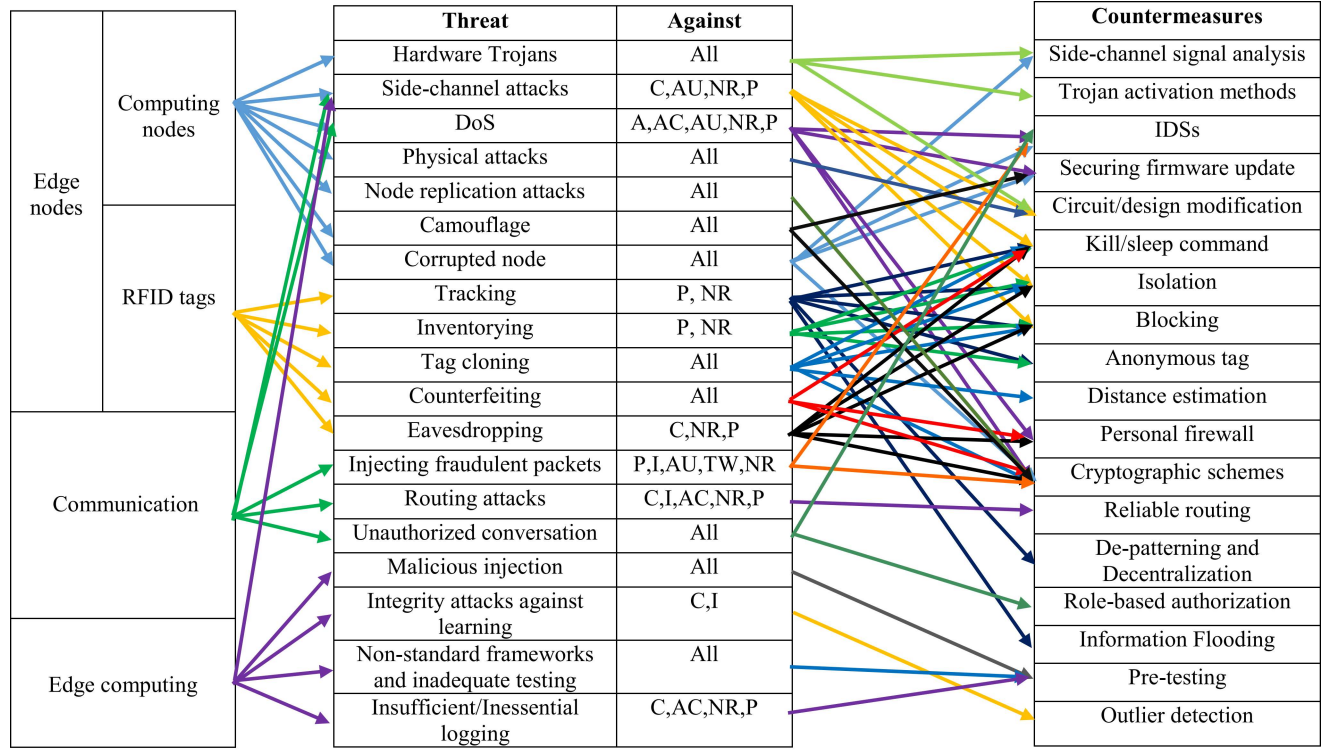 Edge
nodes
Computing
nodes
RFID tags
Communication
Edge computing
Threat
Against
Hardware Trojans
All
Side-channel attacks
C,AU,NR,P
DoS
A,AC,AU,NR,P
Physical attacks
All
Node replication attacks
All
Camouflage
All
Corrupted node
All
Tracking
P, NR
Inventorying
P, NR
Tag cloning
All
Counterfeiting
All
Eavesdropping
C,NR,P
Injecting fraudulent packets
P,I,AU,TW,NR
Routing attacks
C,I,AC,NR,P
Unauthorized conversation
All
Malicious injection
All
Integrity attacks against
learning
C,I
Non-standard frameworks
and inadequate testing
All
Insufficient/Inessential
logging
C,AC,NR,P
Countermeasures
Side-channel signal analysis
Trojan activation methods
IDSs
Securing firmware update
Circuit/design modification
Kill/sleep command
Isolation
Blocking
Anonymous tag
Distance estimation
Personal firewall
Cryptographic schemes
Reliable routing
De-patterning and
Decentralization
Role-based authorization
Information Flooding
Pre-testing
Outlier detection